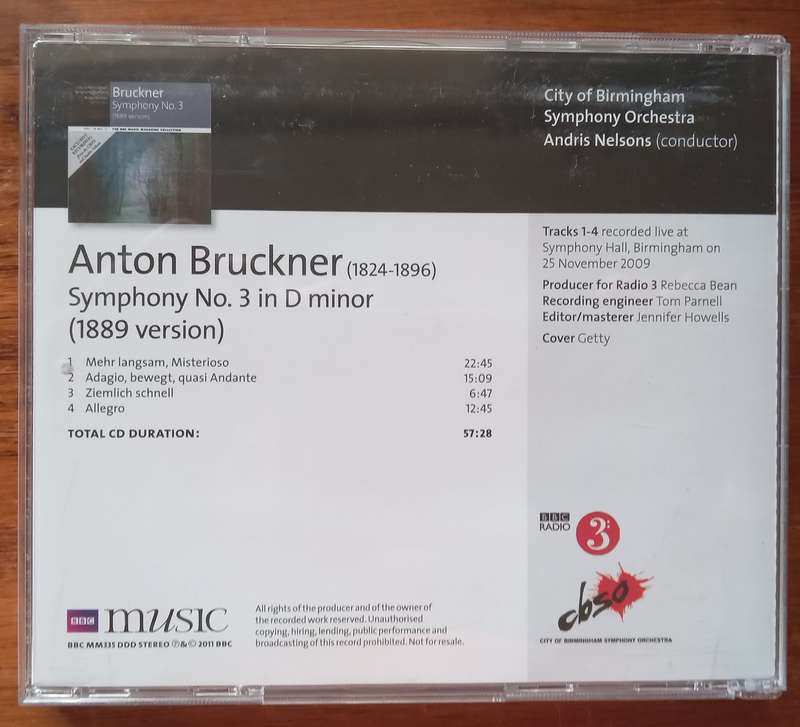 Bruckner
Symphony No. 3
(1889 version)
THE BBC MUSIC MAGAZINE COLLECTION
City of Birmingham
Symphony Orchestra
Andris Nelsons (conductor)
Anton Bruckner (1824-1896)
Symphony No. 3 in D minor
(1889 version)
1 Mehr langsam, Misterioso 22:45
2 Adagio, bewegt, quasi Andante 15:09
3 Ziemlich schnell 6:47
4 Allegro 12:45
TOTAL CD DURATION: 57:28
Tracks 1-4 recorded live at
Symphony Hall, Birmingham on
25 November 2009
Producer for Radio 3 Rebecca Bean
Recording engineer Tom Parnell
Editor/masterer Jennifer Howells
Cover Getty
BBC
RADIO
3
cbso
CITY OF BIRMINGHAM SYMPHONY ORCHESTRA
BBC music
BBC MM335 DDD STEREO ℗&© 2011 BBC
All rights of the producer and of the owner of
the recorded work reserved. Unauthorised
copying, hiring, lending, public performance and
broadcasting of this record prohibited. Not for resale.